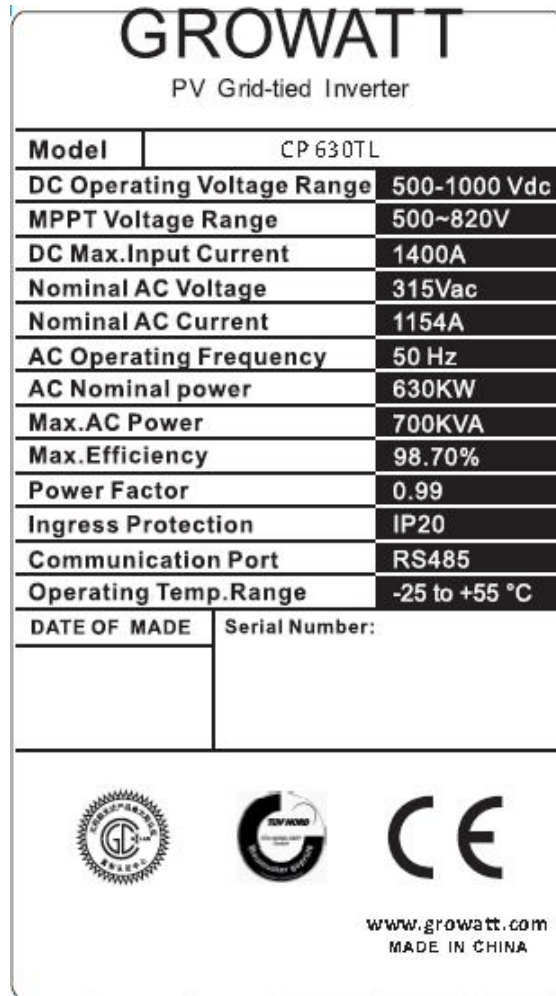 GROWATT
PV Grid-tied Inverter
Model CP 630TL
DC Operating Voltage Range 500-1000 Vdc
MPPT Voltage Range 500~820V
DC Max.Input Current 1400A
Nominal AC Voltage 315Vac
Nominal AC Current 1154A
AC Operating Frequency 50 Hz
AC Nominal power 630KW
Max.AC Power 700KVA
Max.Efficiency 98.70%
Power Factor 0.99
Ingress Protection IP20
Communication Port RS485
Operating Temp.Range -25 to +55 °C
DATE OF MADE Serial Number:
TÜV NORD
CE
www.growatt.com
MADE IN CHINA